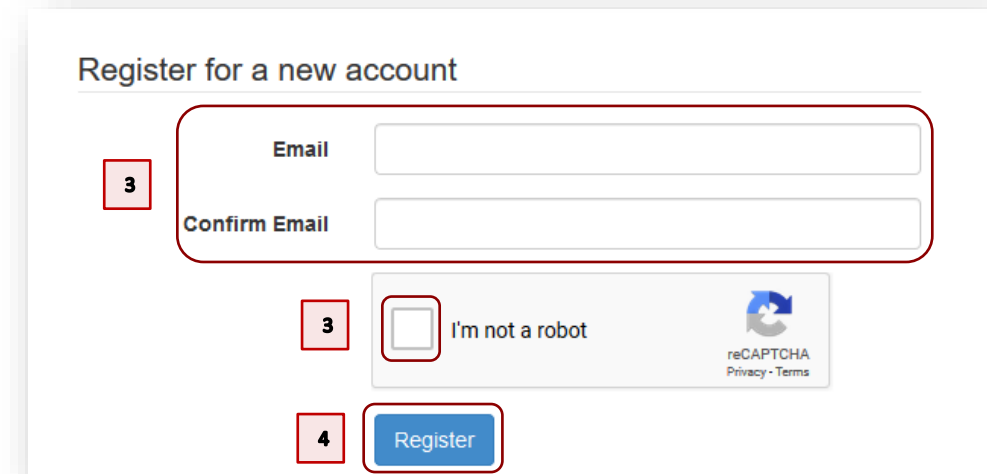 Register for a new account
Email
3
Confirm Email
3
I'm not a robot
reCAPTCHA
Privacy - Terms
4
Register